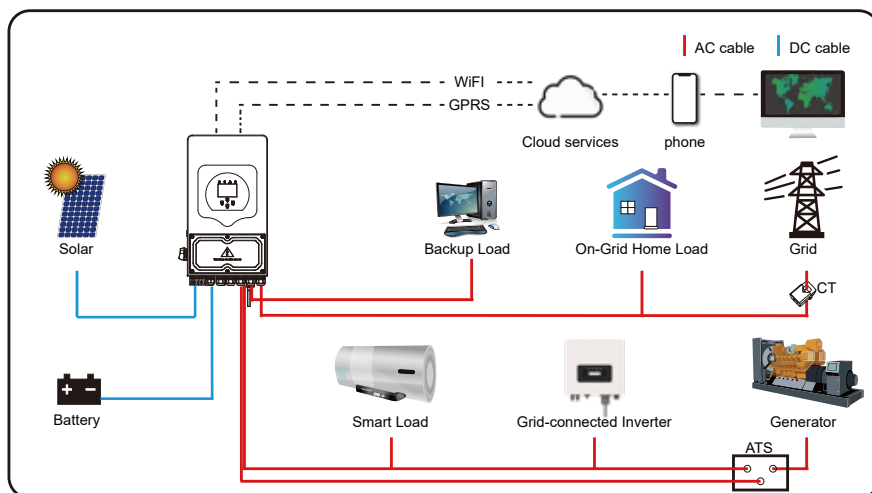 AC cable
DC cable
WiFI
GPRS
Cloud services
phone
Solar
Backup Load
On-Grid Home Load
Grid
CT
Battery
Smart Load
Grid-connected Inverter
Generator
ATS